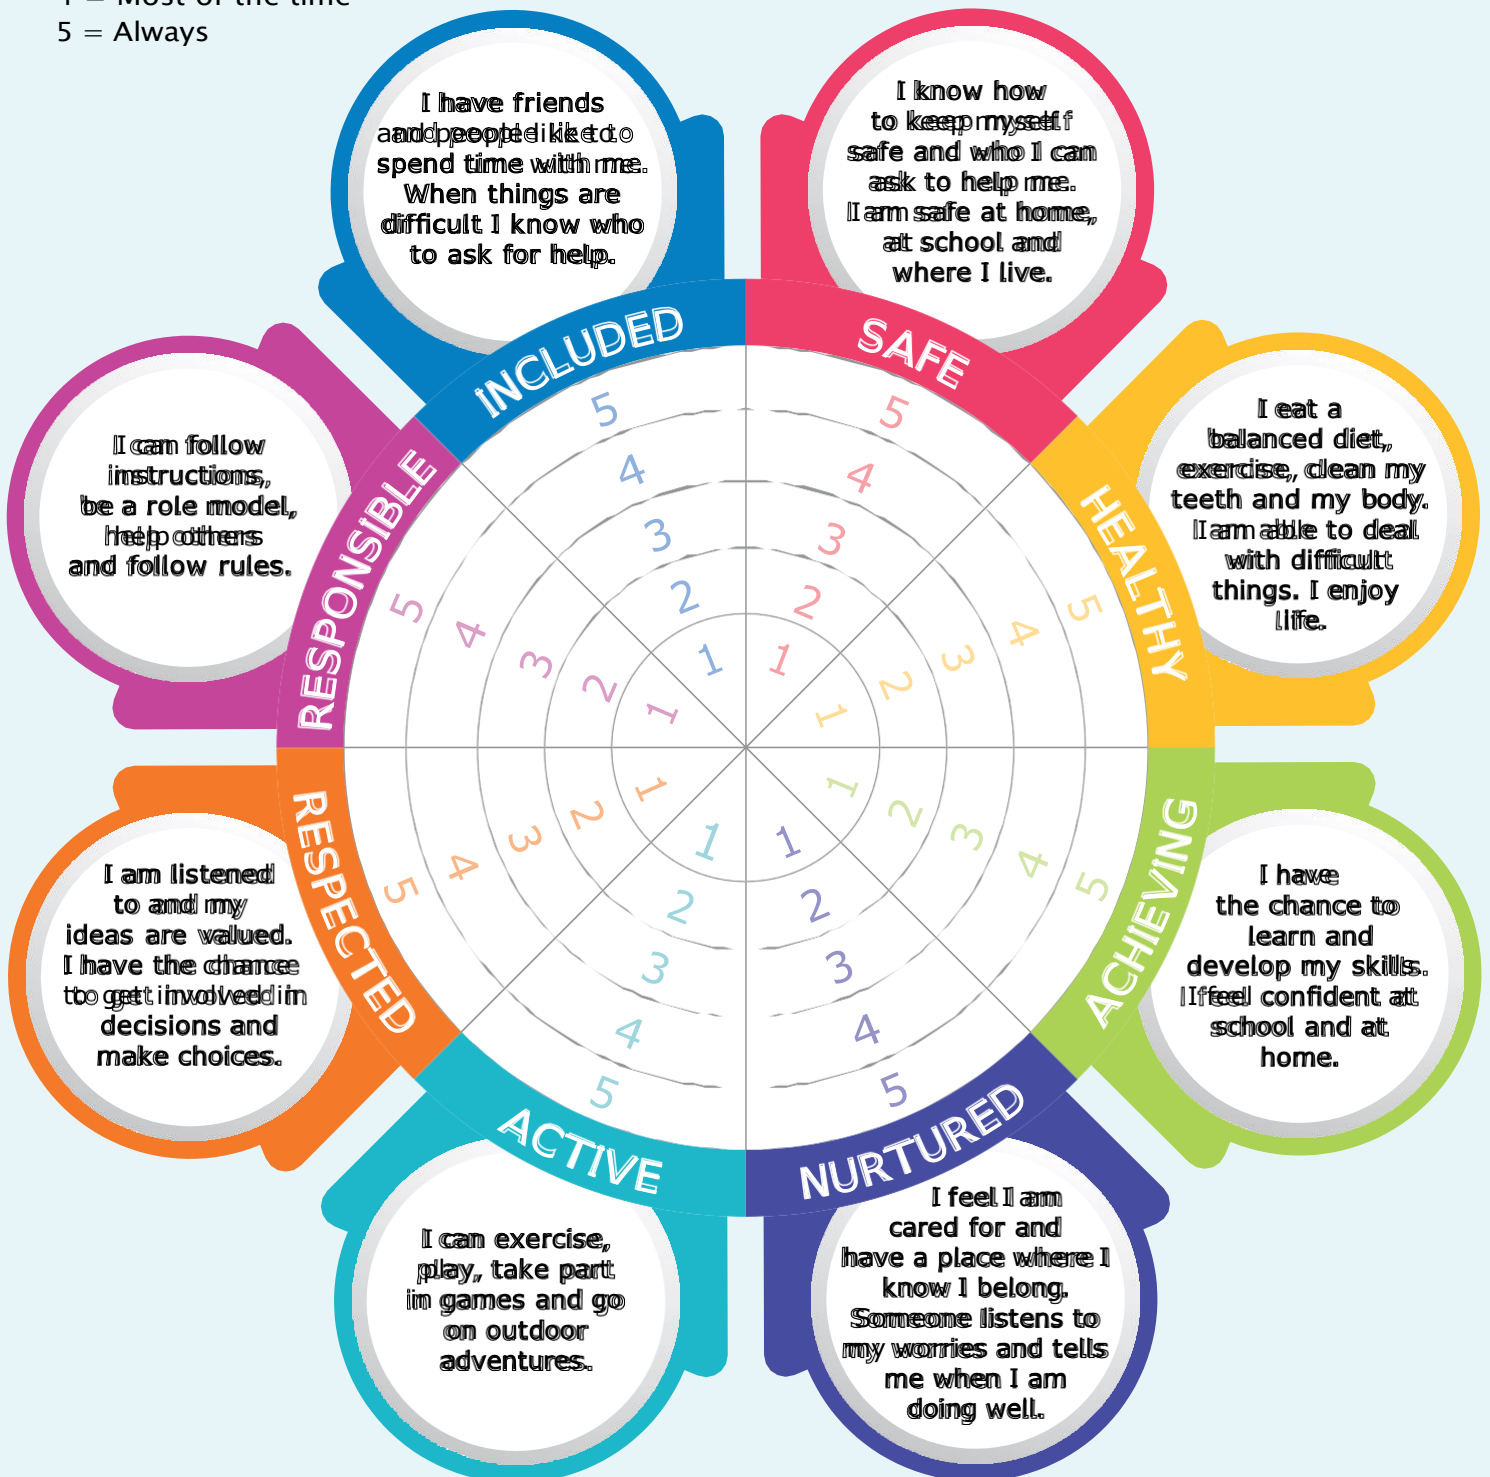 4 = Most of the time
5 = Always
I have friends
and people like to
spend time with me.
When things are
difficult I know who
to ask for help.
INCLUDED
5
4
3
2
1
I know how
to keep myself
safe and who I can
ask to help me.
I am safe at home,
at school and
where I live.
SAFE
5
4
3
2
1
I eat a
balanced diet,
exercise, clean my
teeth and my body.
I am able to deal
with difficult
things. I enjoy
life.
HEALTHY
5
4
3
2
1
I have
the chance to
learn and
develop my skills.
I feel confident at
school and at
home.
ACHIEVING
1
2
3
4
5
I feel I am
cared for and
have a place where I
know I belong.
Someone listens to
my worries and tells
me when I am
doing well.
NURTURED
1
2
3
4
5
I can exercise,
play, take part
in games and go
on outdoor
adventures.
ACTIVE
1
2
3
4
5
I am listened
to and my
ideas are valued.
I have the chance
to get involved in
decisions and
make choices.
RESPECTED
1
2
3
4
5
I can follow
instructions,
be a role model,
help others
and follow rules.
RESPONSIBLE
5
4
3
2
1